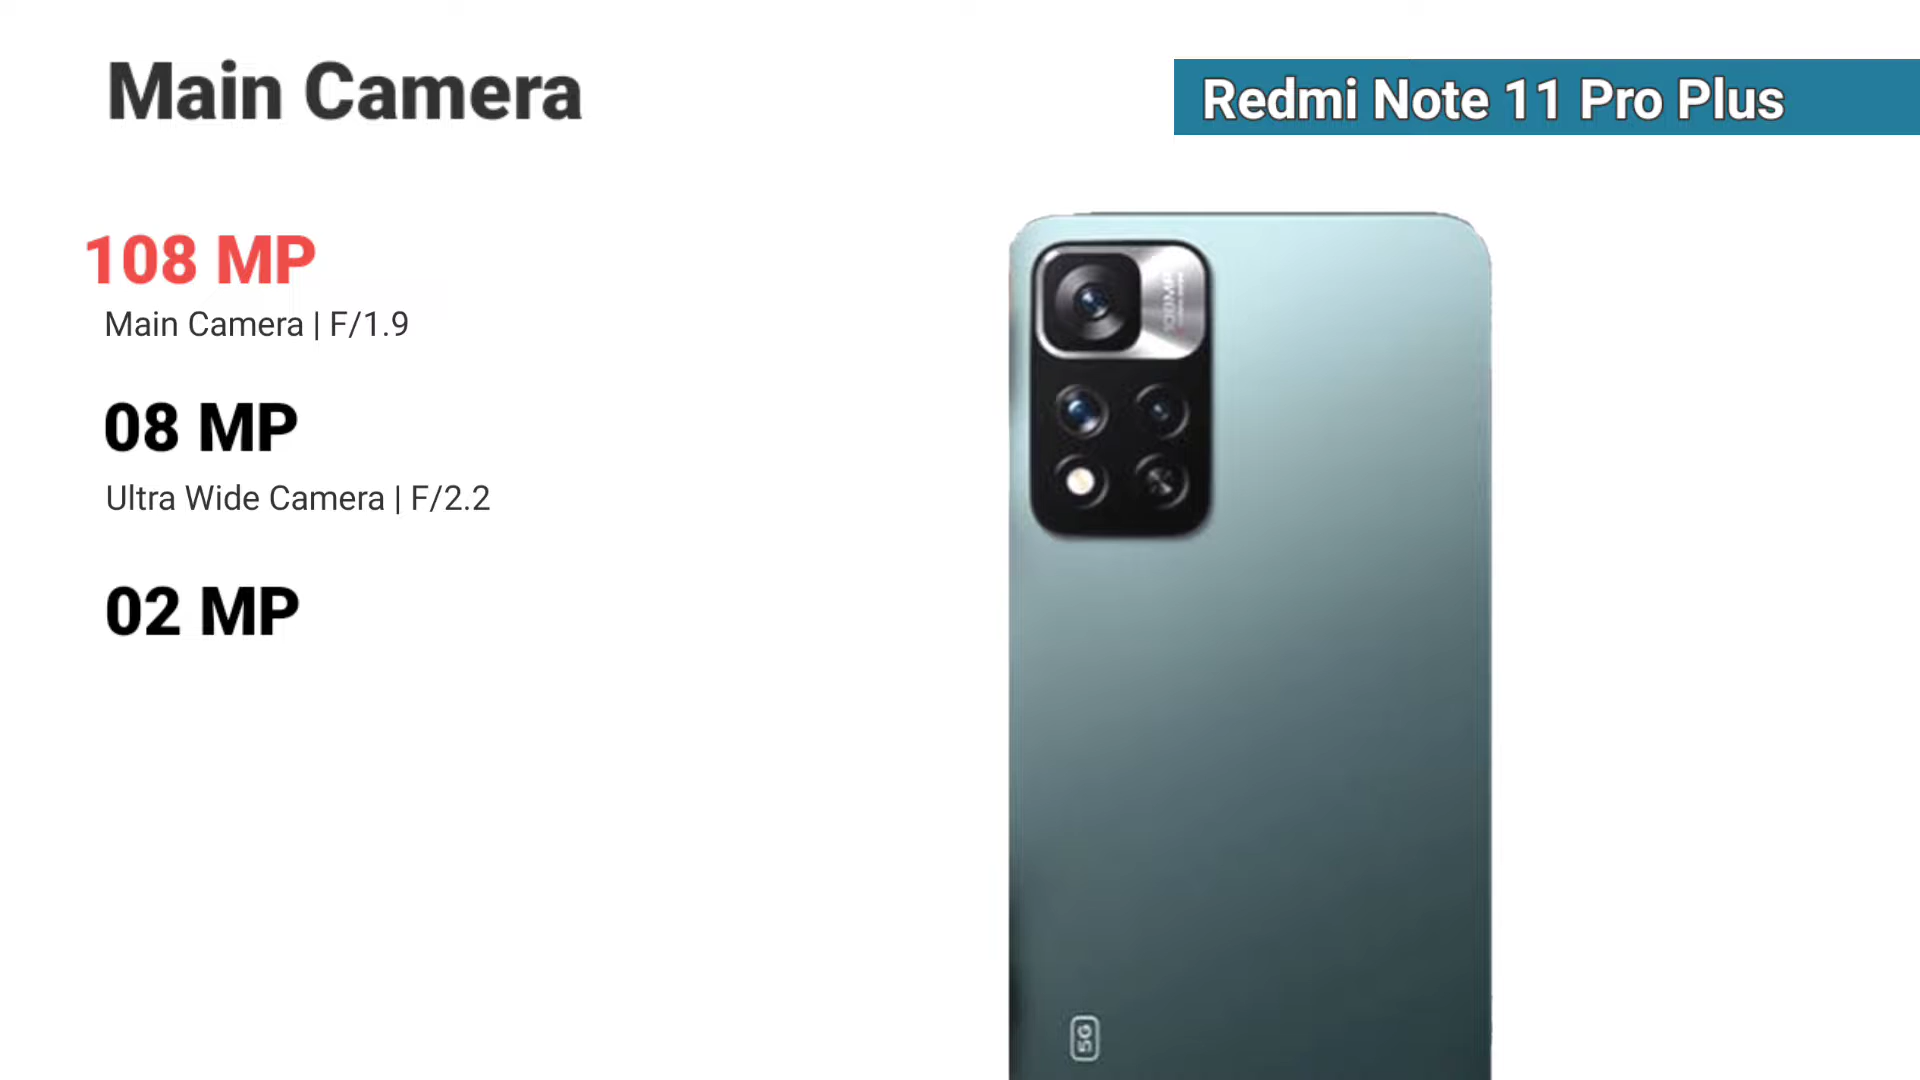 Main Camera
Redmi Note 11 Pro Plus
108 MP
Main Camera | F/1.9
08 MP
Ultra Wide Camera | F/2.2
02 MP
108MP
5G